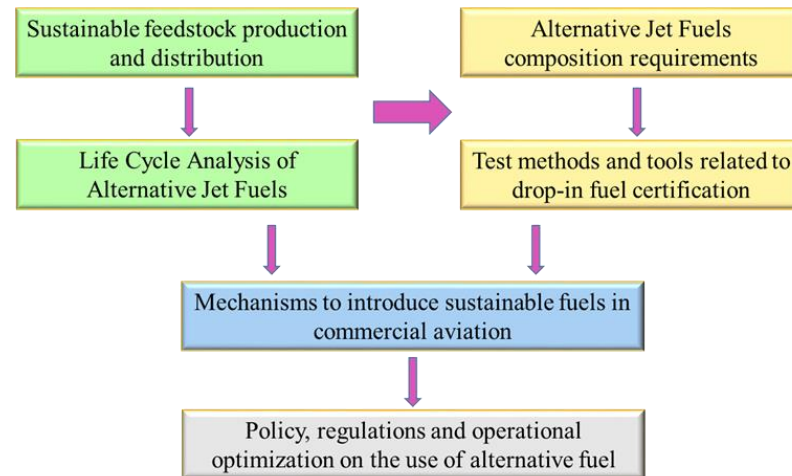 Sustainable feedstock production
and distribution
Life Cycle Analysis of
Alternative Jet Fuels
Alternative Jet Fuels
composition requirements
Test methods and tools related to
drop-in fuel certification
Mechanisms to introduce sustainable fuels in
commercial aviation
Policy, regulations and operational
optimization on the use of alternative fuel